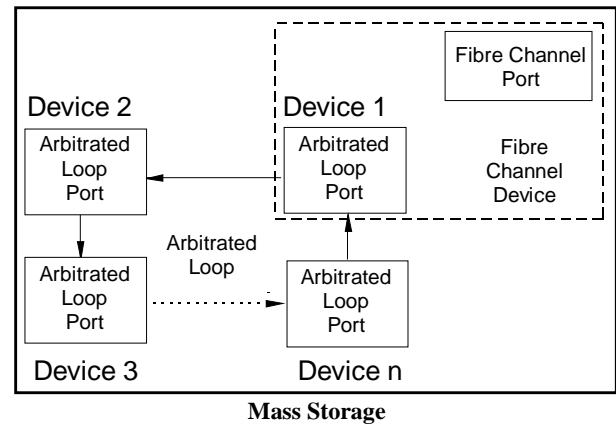 Fibre Channel
Port
Device 2
Device 1
Arbitrated
Loop
Port
Arbitrated
Loop
Port
Fibre
Channel
Device
Arbitrated
Loop
Arbitrated
Loop
Port
Arbitrated
Loop
Port
Device 3
Device n
Mass Storage